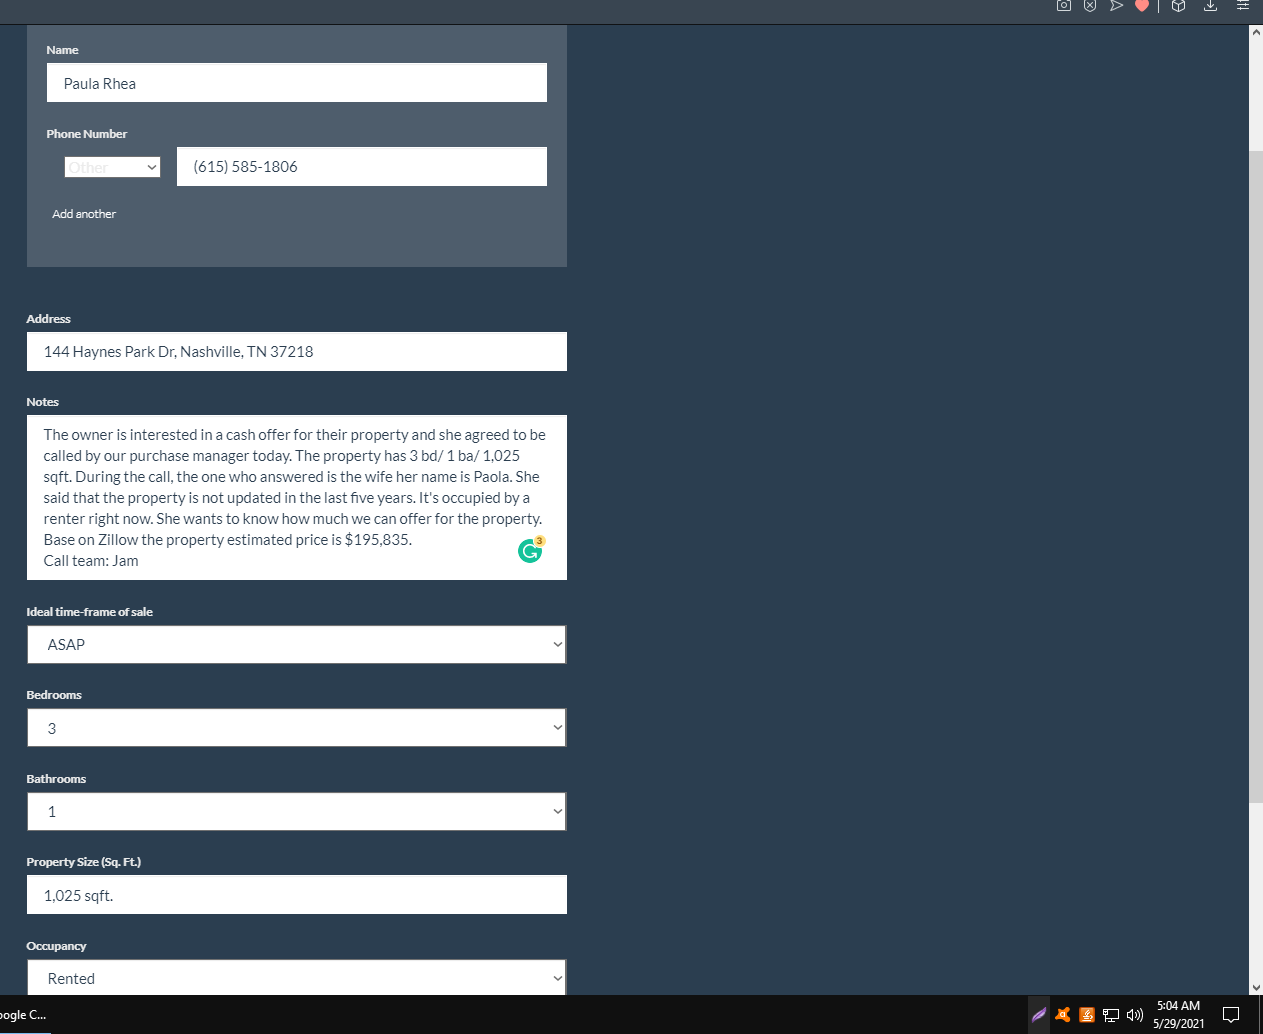 Name
Paula Rhea
Phone Number
Other
(615) 585-1806
Add another
Address
144 Haynes Park Dr, Nashville, TN 37218
Notes
The owner is interested in a cash offer for their property and she agreed to be
called by our purchase manager today. The property has 3 bd/ 1 ba/ 1,025
sqft. During the call, the one who answered is the wife her name is Paola. She
said that the property is not updated in the last five years. It's occupied by a
renter right now. She wants to know how much we can offer for the property.
Base on Zillow the property estimated price is $195,835.
3
Call team: Jam
Ideal time-frame of sale
ASAP
Bedrooms
3
Bathrooms
1
Property Size (Sq. Ft.)
1,025 sqft.
Occupancy
Rented
oogle C...
5:04 AM
5/29/2021